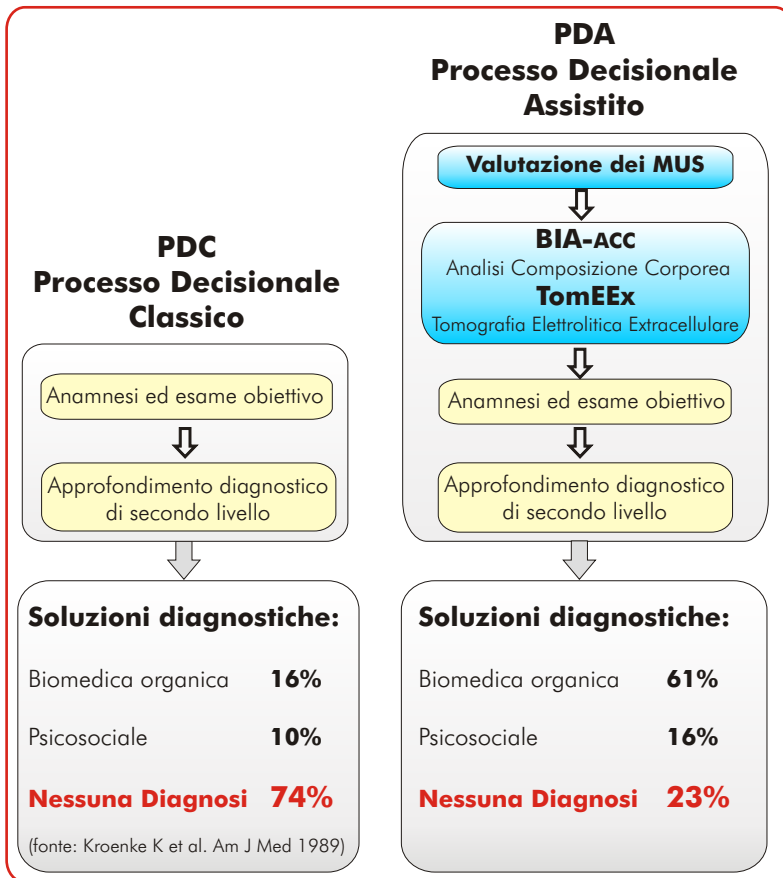 PDC
Processo Decisionale
Classico
Anamnesi ed esame obiettivo
Approfondimento diagnostico
di secondo livello
Soluzioni diagnostiche:
Biomedica organica 16%
Psicosociale 10%
Nessuna Diagnosi 74%
(fonte: Kroenke K et al. Am J Med 1989)
PDA
Processo Decisionale
Assistito
Valutazione dei MUS
BIA-ACC
Analisi Composizione Corporea
TomEEx
Tomografia Elettrolitica Extracellulare
Anamnesi ed esame obiettivo
Approfondimento diagnostico
di secondo livello
Soluzioni diagnostiche:
Biomedica organica 61%
Psicosociale 16%
Nessuna Diagnosi 23%